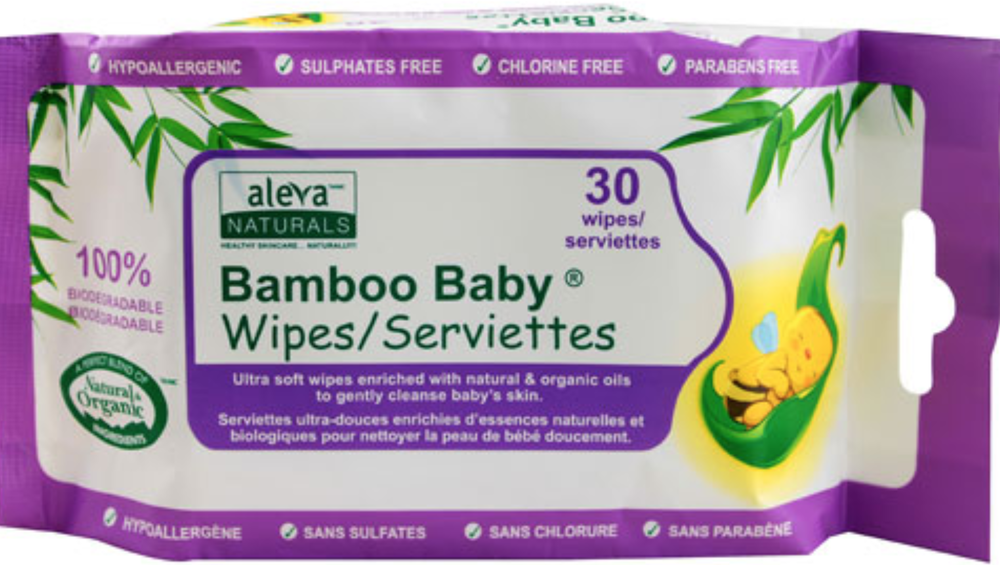 oo Baby®
HYPOALLERGENIC SULPHATES FREE CHLORINE FREE PARABENS FREE
aleva™
NATURALS
HEALTHY SKINCARE... NATURALLY!
30
wipes/
serviettes
100%
BIODEGRADABLE
BIODÉGRADABLE
Bamboo Baby ®
Wipes/Serviettes
A PERFECT BLEND OF
Natural &
Organic
INGREDIENTS
Ultra soft wipes enriched with natural & organic oils
to gently cleanse baby's skin.
Serviettes ultra-douces enrichies d'essences naturelles et
biologiques pour nettoyer la peau de bébé doucement.
HYPOALLERGÈNE SANS SULFATES SANS CHLORURE SANS PARABÈNE